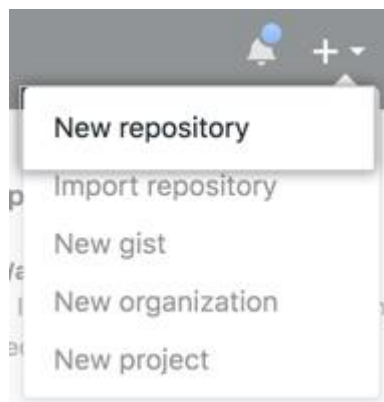 New repository
Import repository
New gist
New organization
New project